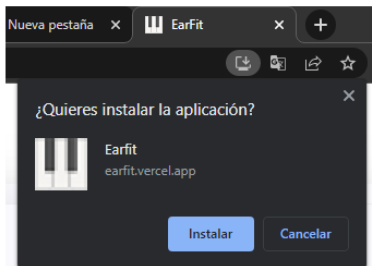 Nueva pestaña
EarFit
¿Quieres instalar la aplicación?
Earfit
earfit.vercel.app
Instalar
Cancelar